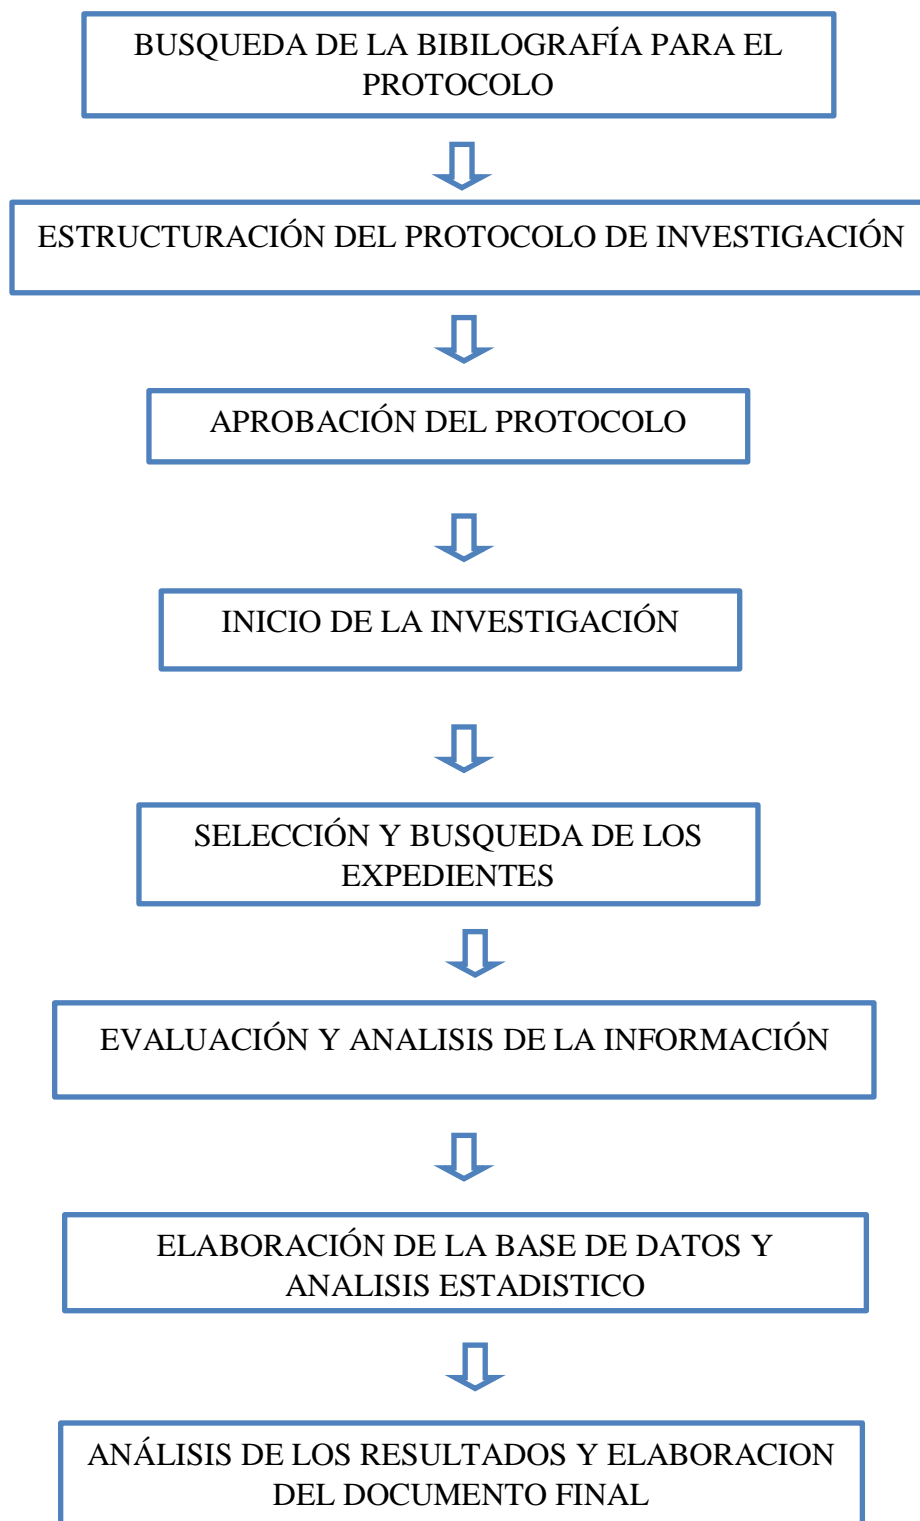 BUSQUEDA DE LA BIBILOGRAFÍA PARA EL
PROTOCOLO
ESTRUCTURACIÓN DEL PROTOCOLO DE INVESTIGACIÓN
APROBACIÓN DEL PROTOCOLO
INICIO DE LA INVESTIGACIÓN
SELECCIÓN Y BUSQUEDA DE LOS
EXPEDIENTES
EVALUACIÓN Y ANALISIS DE LA INFORMACIÓN
ELABORACIÓN DE LA BASE DE DATOS Y
ANALISIS ESTADISTICO
ANÁLISIS DE LOS RESULTADOS Y ELABORACION
DEL DOCUMENTO FINAL